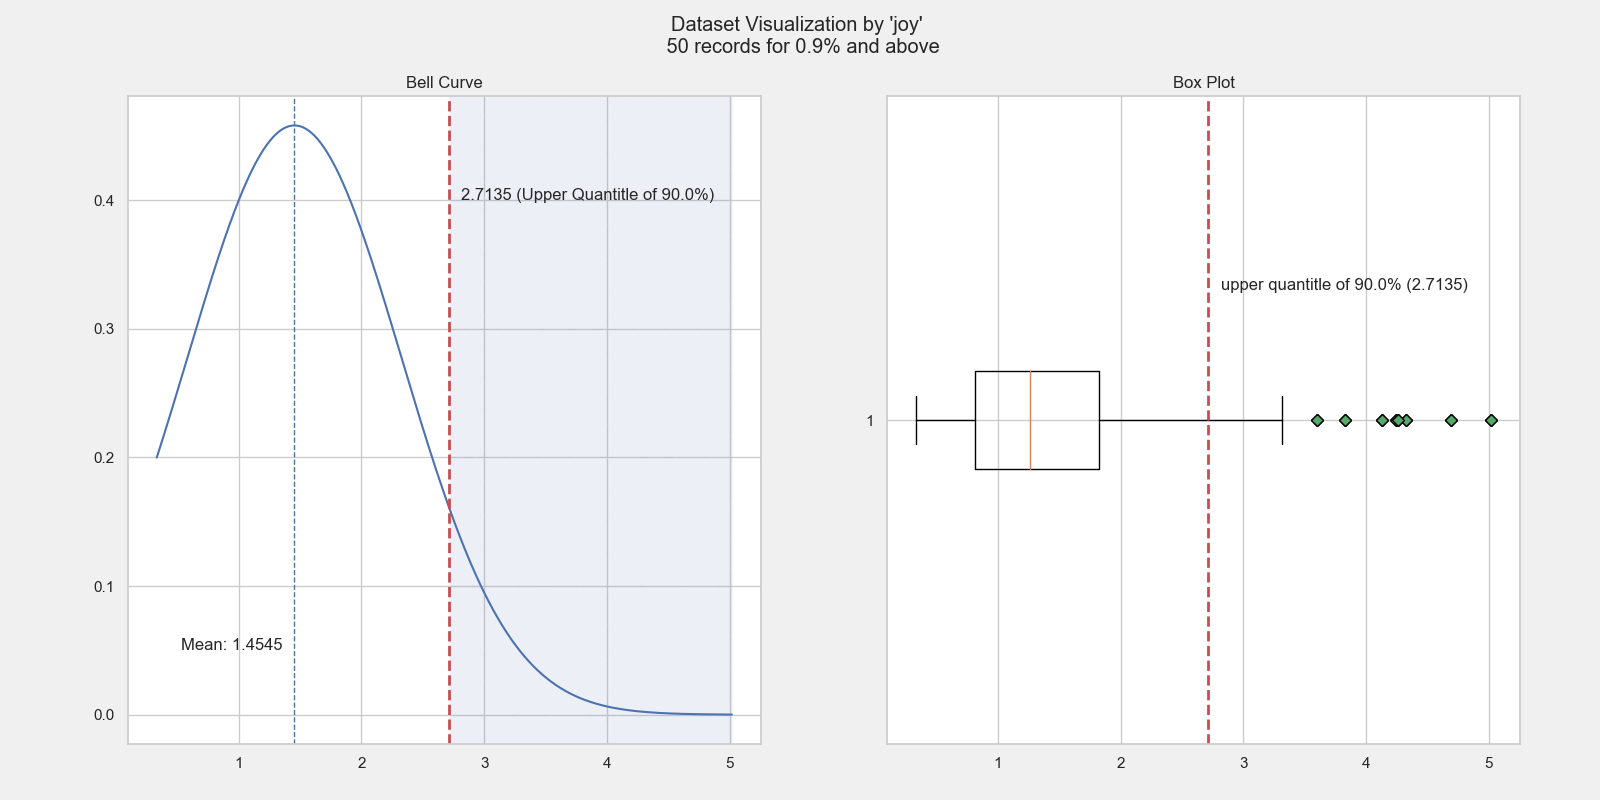 Dataset Visualization by 'joy'
50 records for 0.9% and above
Bell Curve
0.4
0.3
0.2
0.1
0.0
2.7135 (Upper Quantitle of 90.0%)
Mean: 1.4545
1 2 3 4 5
Box Plot
upper quantitle of 90.0% (2.7135)
1
1 2 3 4 5